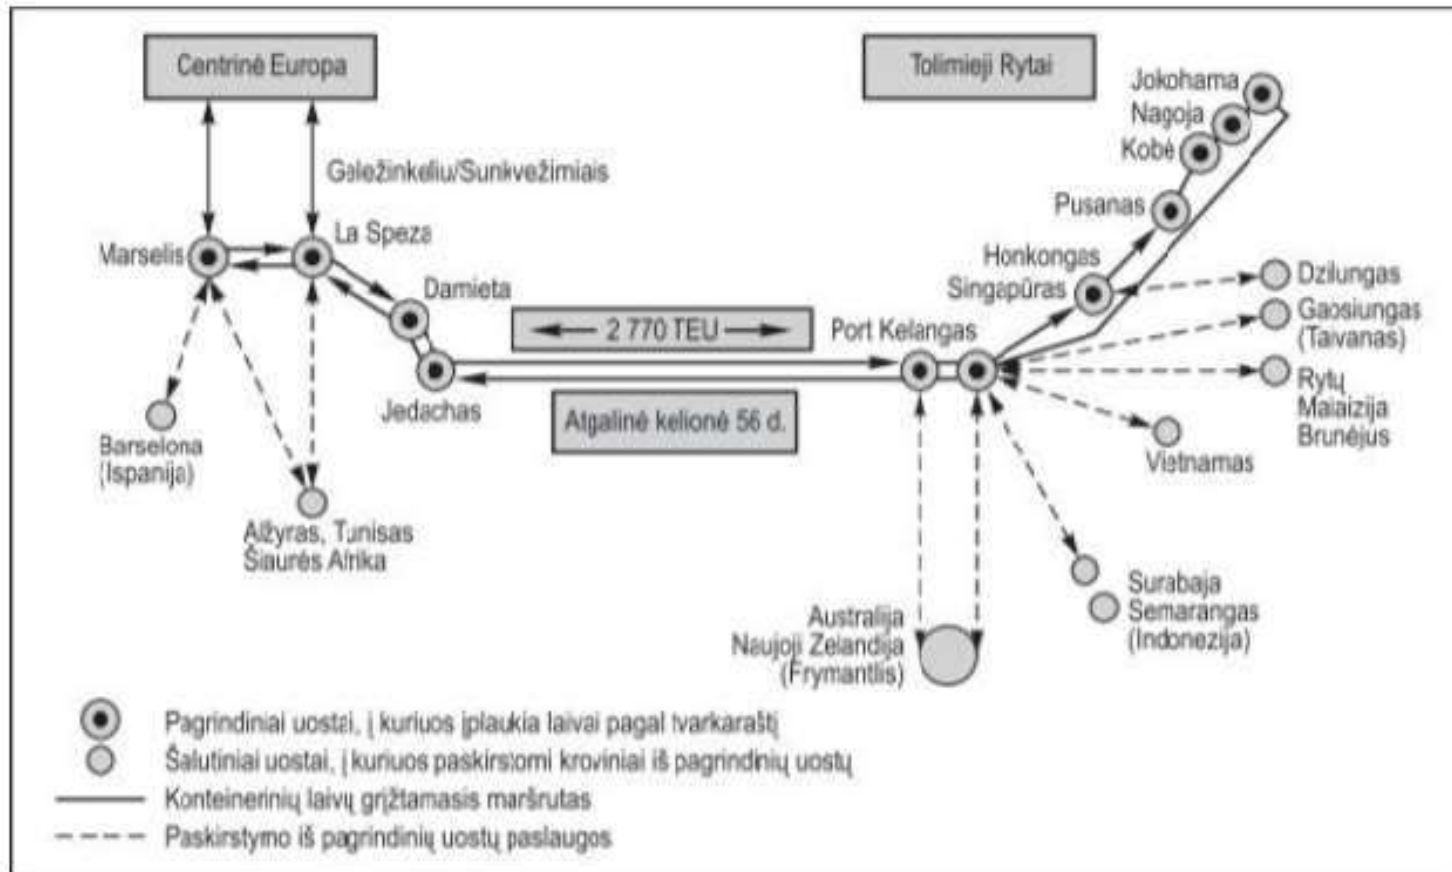 Centrinė Europa
Tolimieji Rytai
Jokohama
Nagoja
Kobė
Geležinkeliu/Sunkvežimiais
Pusanas
Marselis
La Speza
Honkongas
Singapūras
Dzilungas
Damieta
Gaosiungas
(Taivanas)
2 770 TEU
Port Kelangas
Jedachas
Atgalinė kelionė 56 d.
Rytų
Malaizija
Brunėjus
Barselona
(Ispanija)
Vietnamas
Alžyras, Tunisas
Šiaurės Afrika
Surabaja
Semarangas
(Indonezija)
Australija
Naujoji Zelandija
(Frymantlis)
Pagrindiniai uostai, į kuriuos įplaukia laivai pagal tvarkaraštį
Šalutiniai uostai, į kuriuos paskirstomi kroviniai iš pagrindinių uostų
Konteinerinių laivų grįžtamasis maršrutas
Paskirstymo iš pagrindinių uostų paslaugos